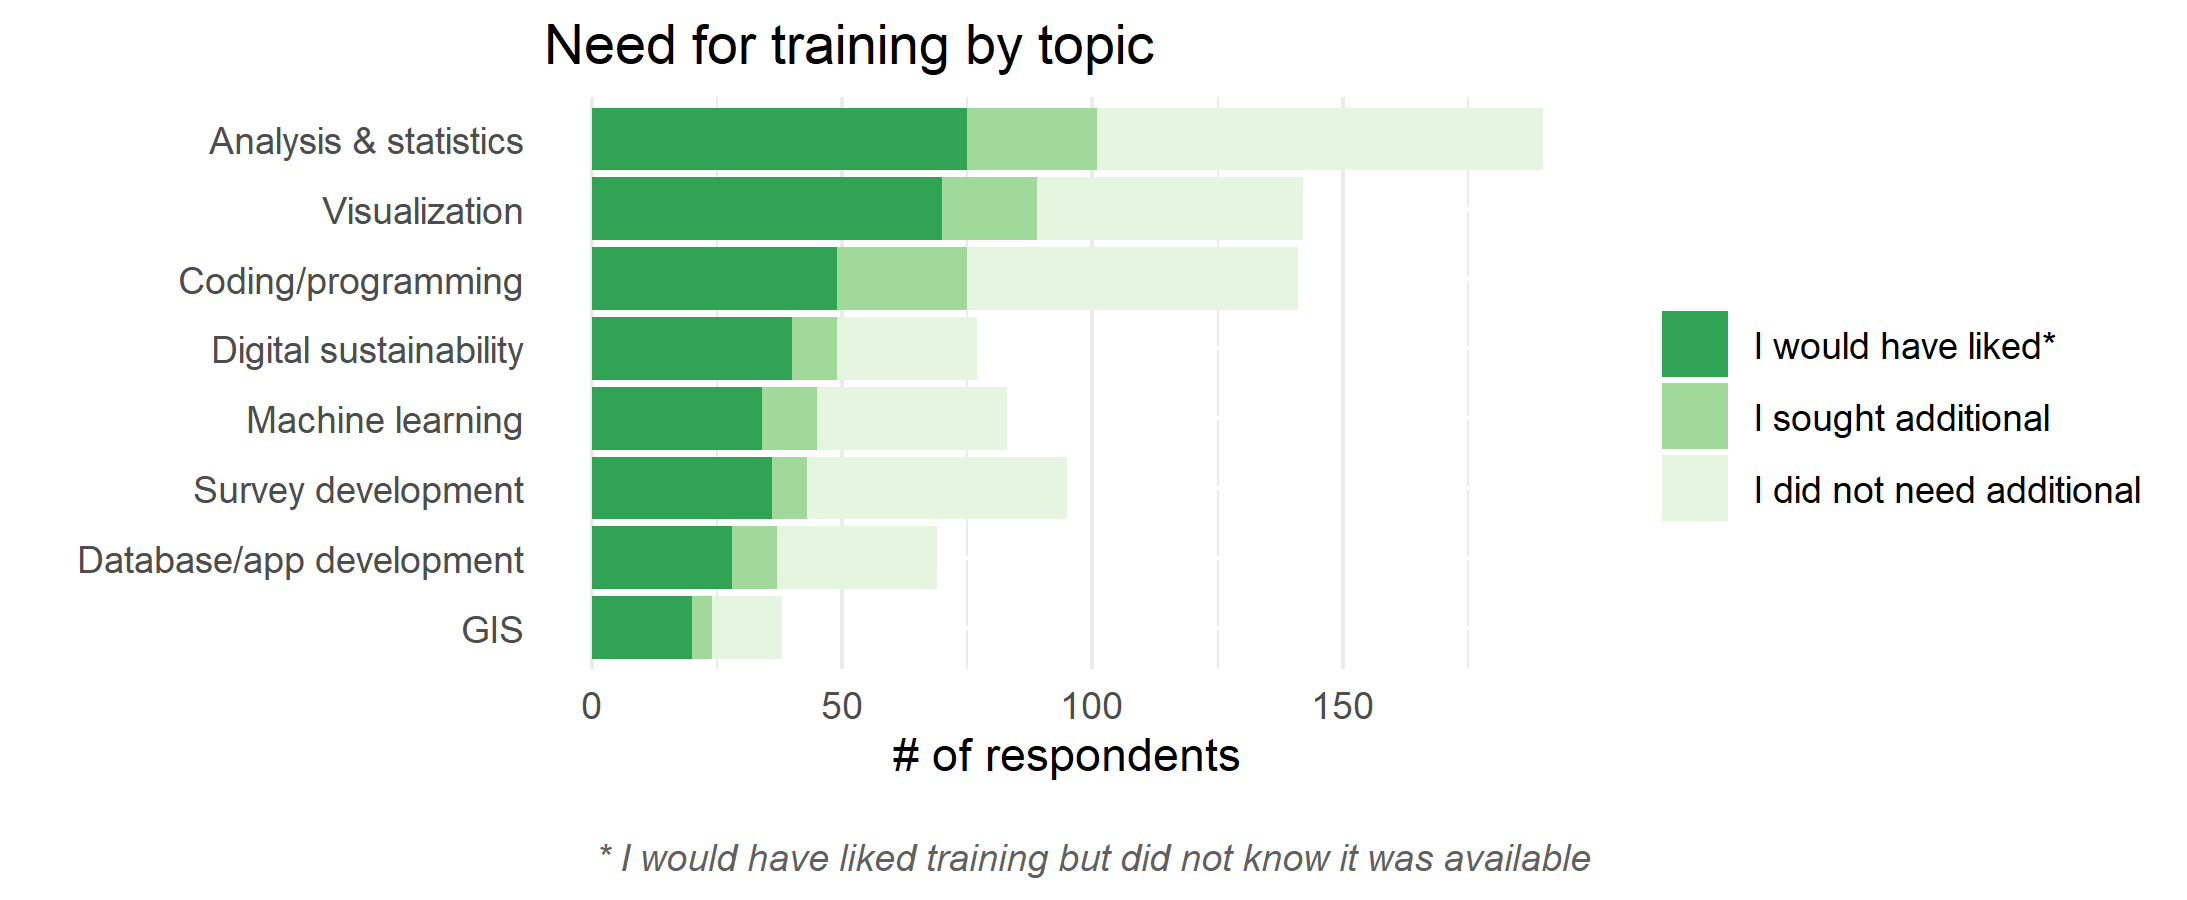 Need for training by topic
Analysis & statistics
Visualization
Coding/programming
Digital sustainability
Machine learning
Survey development
Database/app development
GIS
0 50 100 150
# of respondents
I would have liked*
I sought additional
I did not need additional
* I would have liked training but did not know it was available